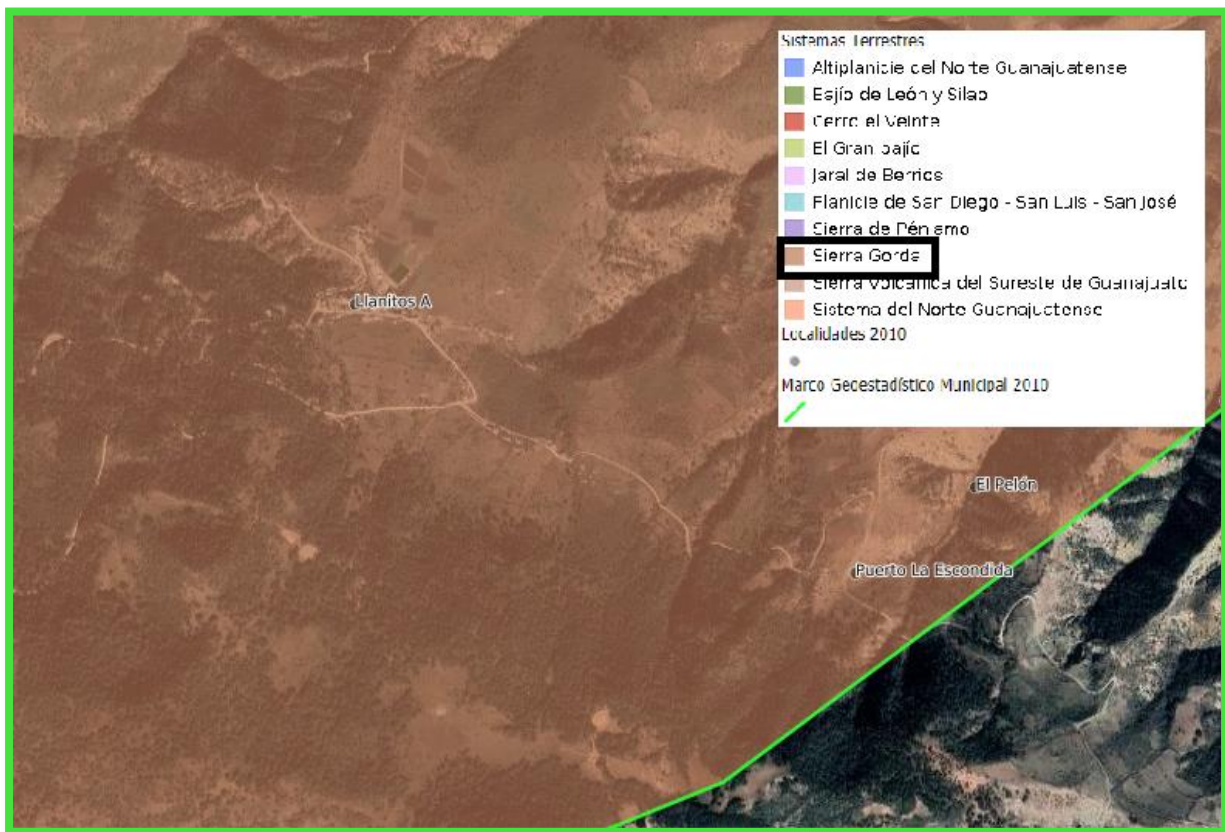 Sistemas Terrestres
Altiplanicie del Norte Guanajuatense
Bajío de León y Silao
Cerro el Veinte
El Gran bajío
Jaral de Berrios
Planicie de San Diego - San Luis - San José
Sierra de Pénjamo
Sierra Gorda
Sierra Volcánica del Sureste de Guanajuato
Sistema del Norte Guanajuatense
Localidades 2010
Marco Geoestadístico Municipal 2010
Llanitos A
El Pelón
Puerto La Escondida